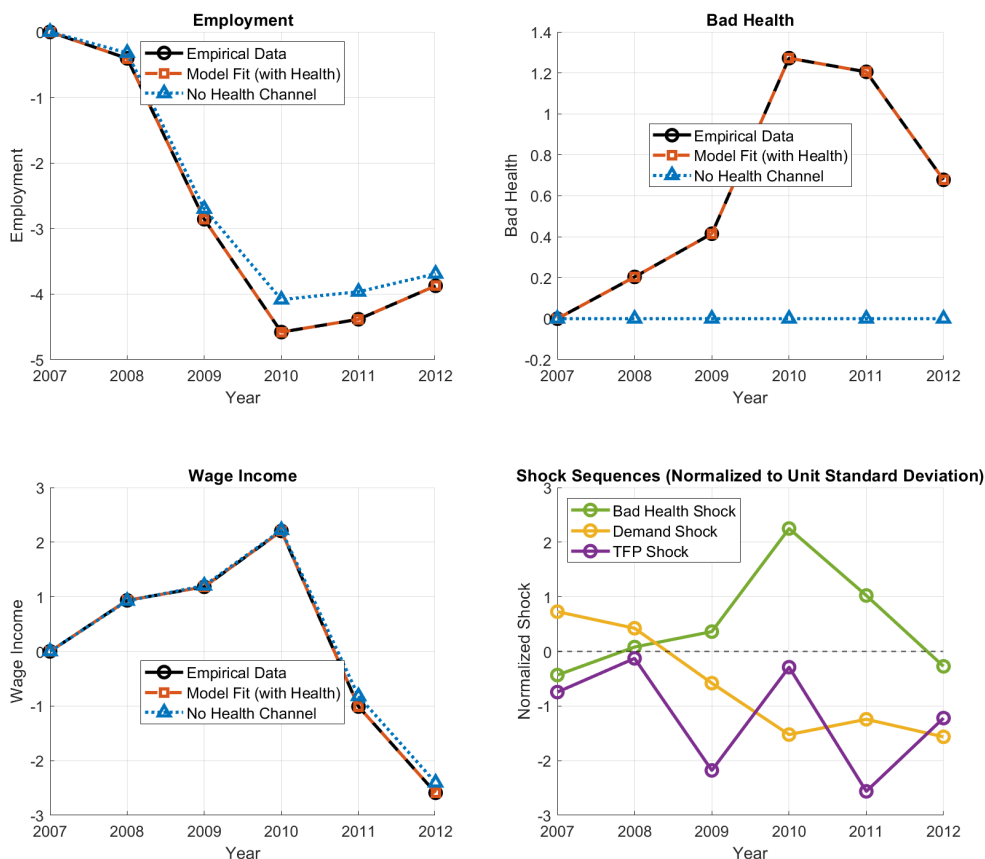 Employment
0
-1
-2
-3
-4
-5
Employment
Empirical Data
Model Fit (with Health)
No Health Channel
2007 2008 2009 2010 2011 2012
Year
Bad Health
1.4
1.2
1
0.8
0.6
0.4
0.2
0
-0.2
Bad Health
Empirical Data
Model Fit (with Health)
No Health Channel
2007 2008 2009 2010 2011 2012
Year
Wage Income
3
2
1
0
-1
-2
-3
Wage Income
Empirical Data
Model Fit (with Health)
No Health Channel
2007 2008 2009 2010 2011 2012
Year
Shock Sequences (Normalized to Unit Standard Deviation)
3
2
1
0
-1
-2
-3
Normalized Shock
Bad Health Shock
Demand Shock
TFP Shock
2007 2008 2009 2010 2011 2012
Year